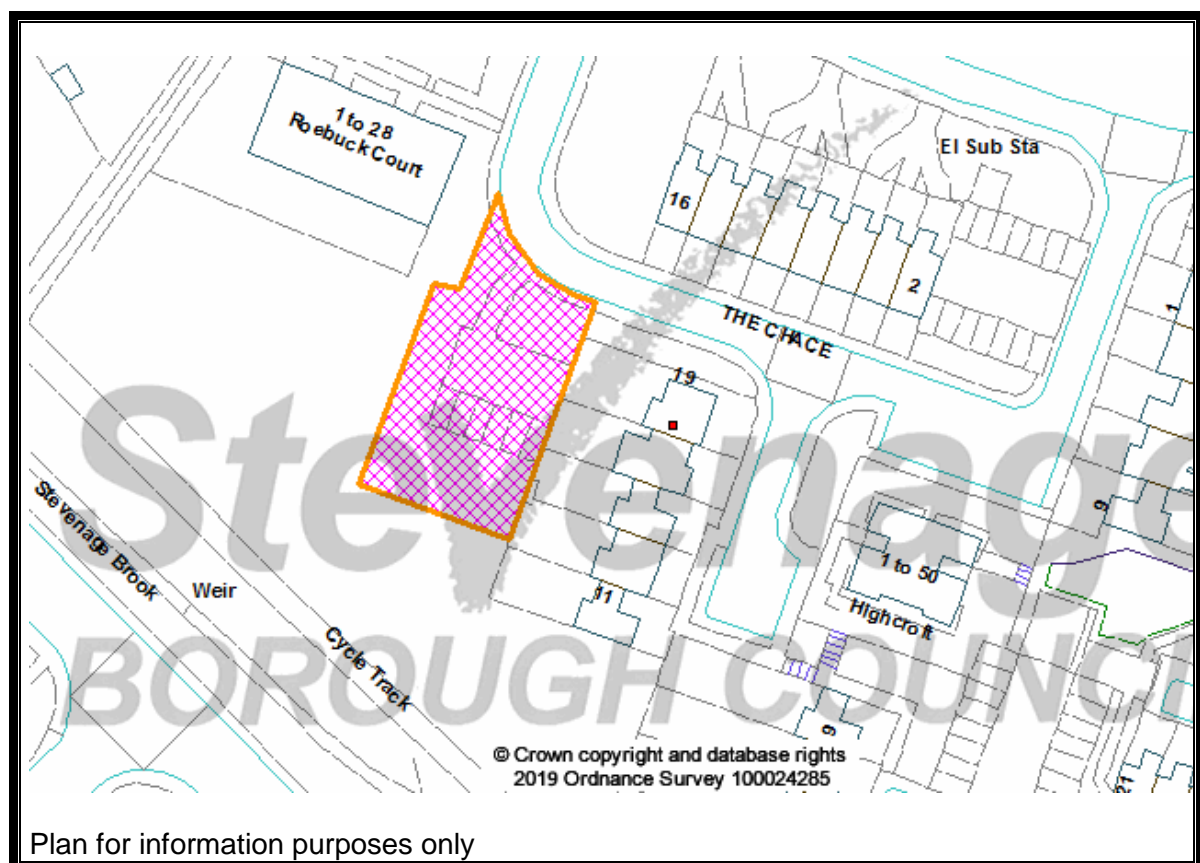 1 to 28
Roebuck Court
El Sub Sta
16
2
1
THE CHACE
19
Stevenage
9
1 to 50
Stevenage Brook
Weir
11
Highcroft
Cycle Track
BOROUGH COUNCI
9
21
© Crown copyright and database rights
2019 Ordnance Survey 100024285
Plan for information purposes only